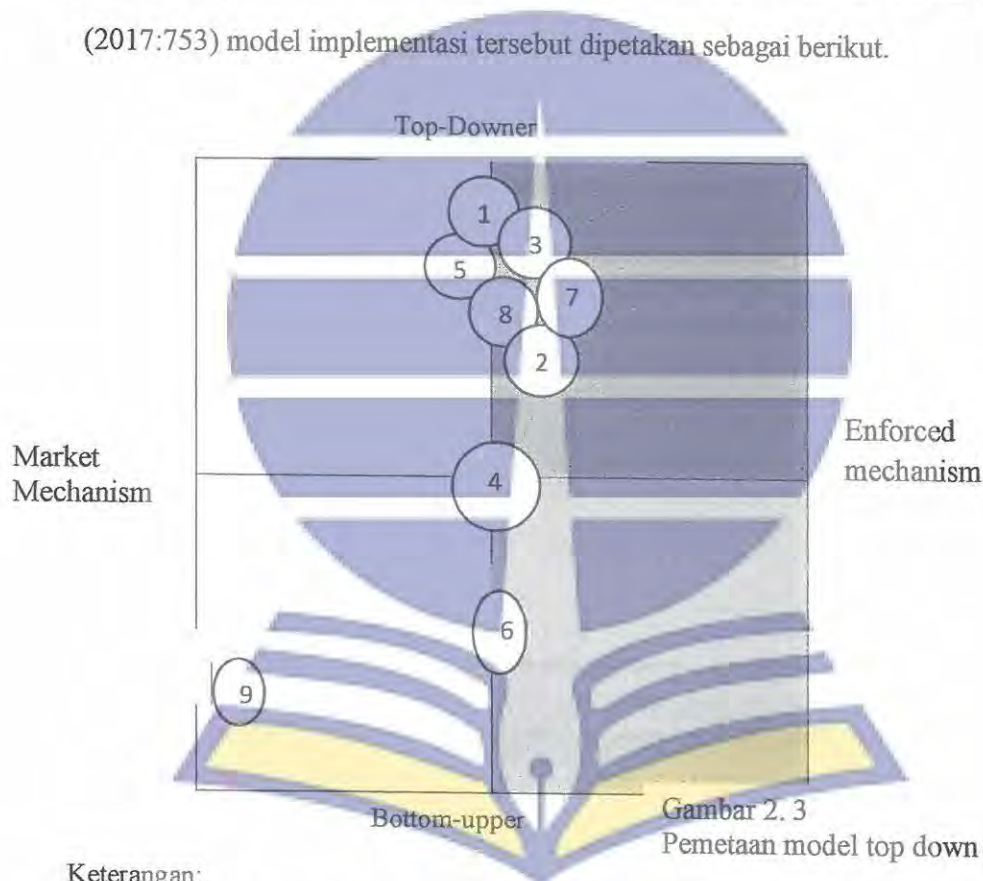 (2017:753) model implementasi tersebut dipetakan sebagai berikut.
Top-Downer
1
3
5
7
8
2
Market
Mechanism
4
Enforced
mechanism
6
9
Bottom-upper
Gambar 2. 3
Pemetaan model top down
Keterangan: